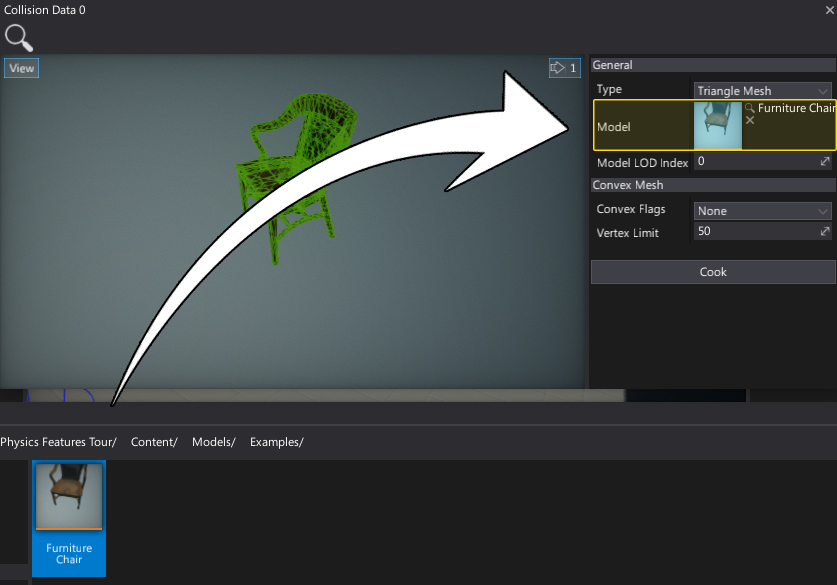 Collision Data 0
View
1
General
Type
Triangle Mesh
Model
Furniture Chair
Model LOD Index
0
Convex Mesh
Convex Flags
None
Vertex Limit
50
Cook
Physics Features Tour/ Content/ Models/ Examples/
Furniture
Chair